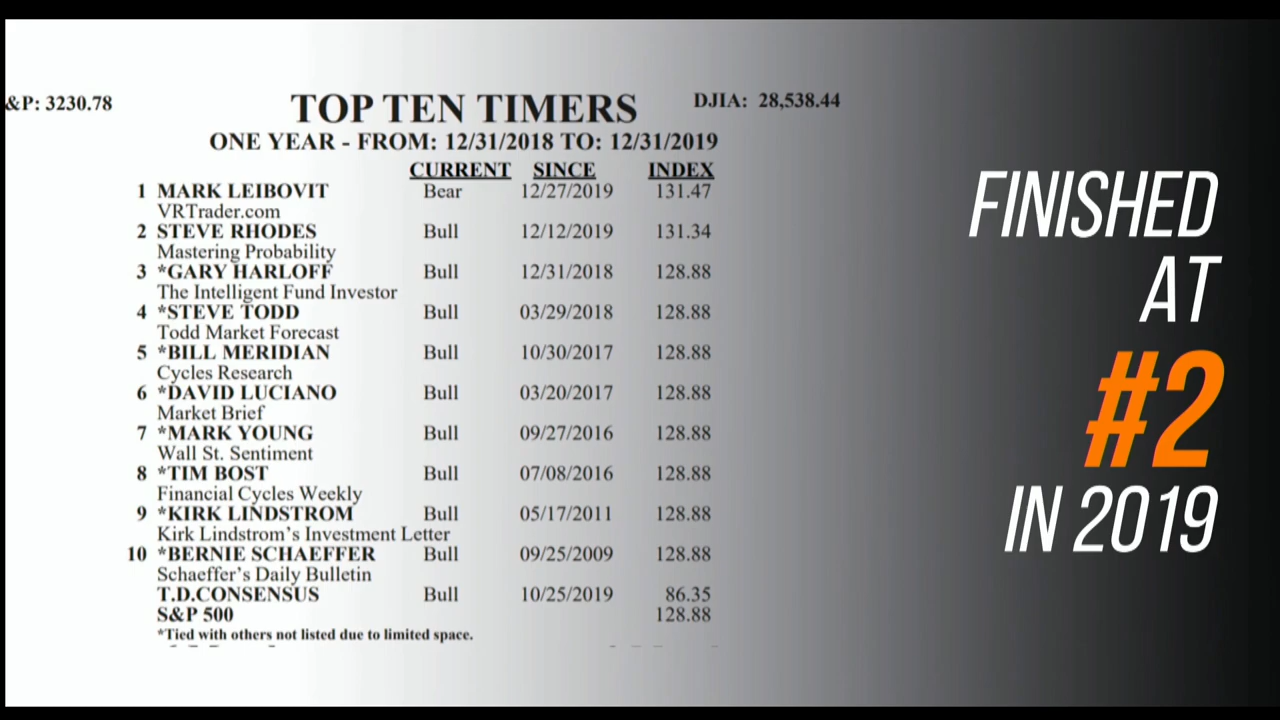 &P: 3230.78
TOP TEN TIMERS
DJIA: 28,538.44
ONE YEAR - FROM: 12/31/2018 TO: 12/31/2019
CURRENT SINCE INDEX
1 MARK LEIBOVIT Bear 12/27/2019 131.47
VRTrader.com
2 STEVE RHODES Bull 12/12/2019 131.34
Mastering Probability
3 *GARY HARLOFF Bull 12/31/2018 128.88
The Intelligent Fund Investor
4 *STEVE TODD Bull 03/29/2018 128.88
Todd Market Forecast
5 *BILL MERIDIAN Bull 10/30/2017 128.88
Cycles Research
6 *DAVID LUCIANO Bull 03/20/2017 128.88
Market Brief
7 *MARK YOUNG Bull 09/27/2016 128.88
Wall St. Sentiment
8 *TIM BOST Bull 07/08/2016 128.88
Financial Cycles Weekly
9 *KIRK LINDSTROM Bull 05/17/2011 128.88
Kirk Lindstrom's Investment Letter
10 *BERNIE SCHAEFFER Bull 09/25/2009 128.88
Schaeffer's Daily Bulletin
T.D.CONSENSUS Bull 10/25/2019 86.35
S&P 500 128.88
*Tied with others not listed due to limited space.
FINISHED
AT
#2
IN 2019